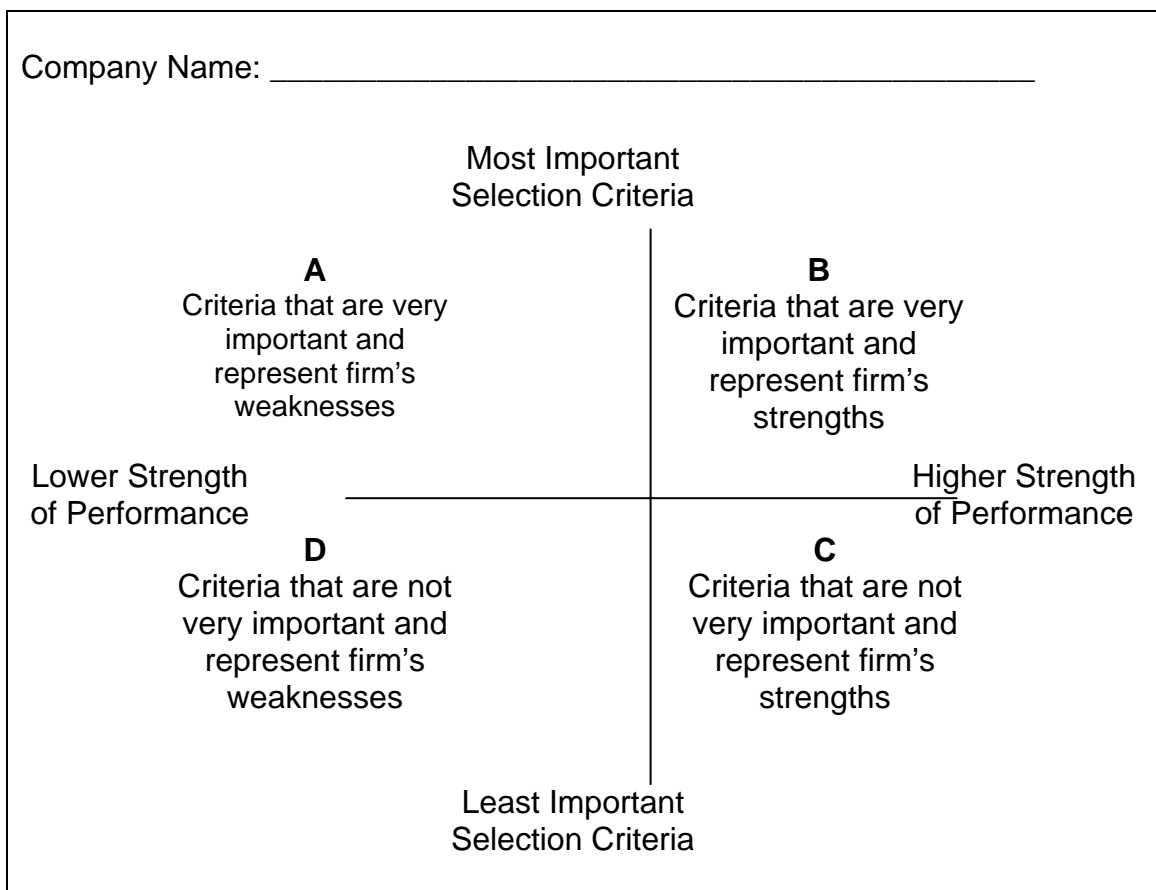 Company Name: ___________________________________________
Most Important
Selection Criteria
A
Criteria that are very
important and
represent firm’s
weaknesses
B
Criteria that are very
important and
represent firm’s
strengths
Lower Strength
of Performance
Higher Strength
of Performance
D
Criteria that are not
very important and
represent firm’s
weaknesses
C
Criteria that are not
very important and
represent firm’s
strengths
Least Important
Selection Criteria